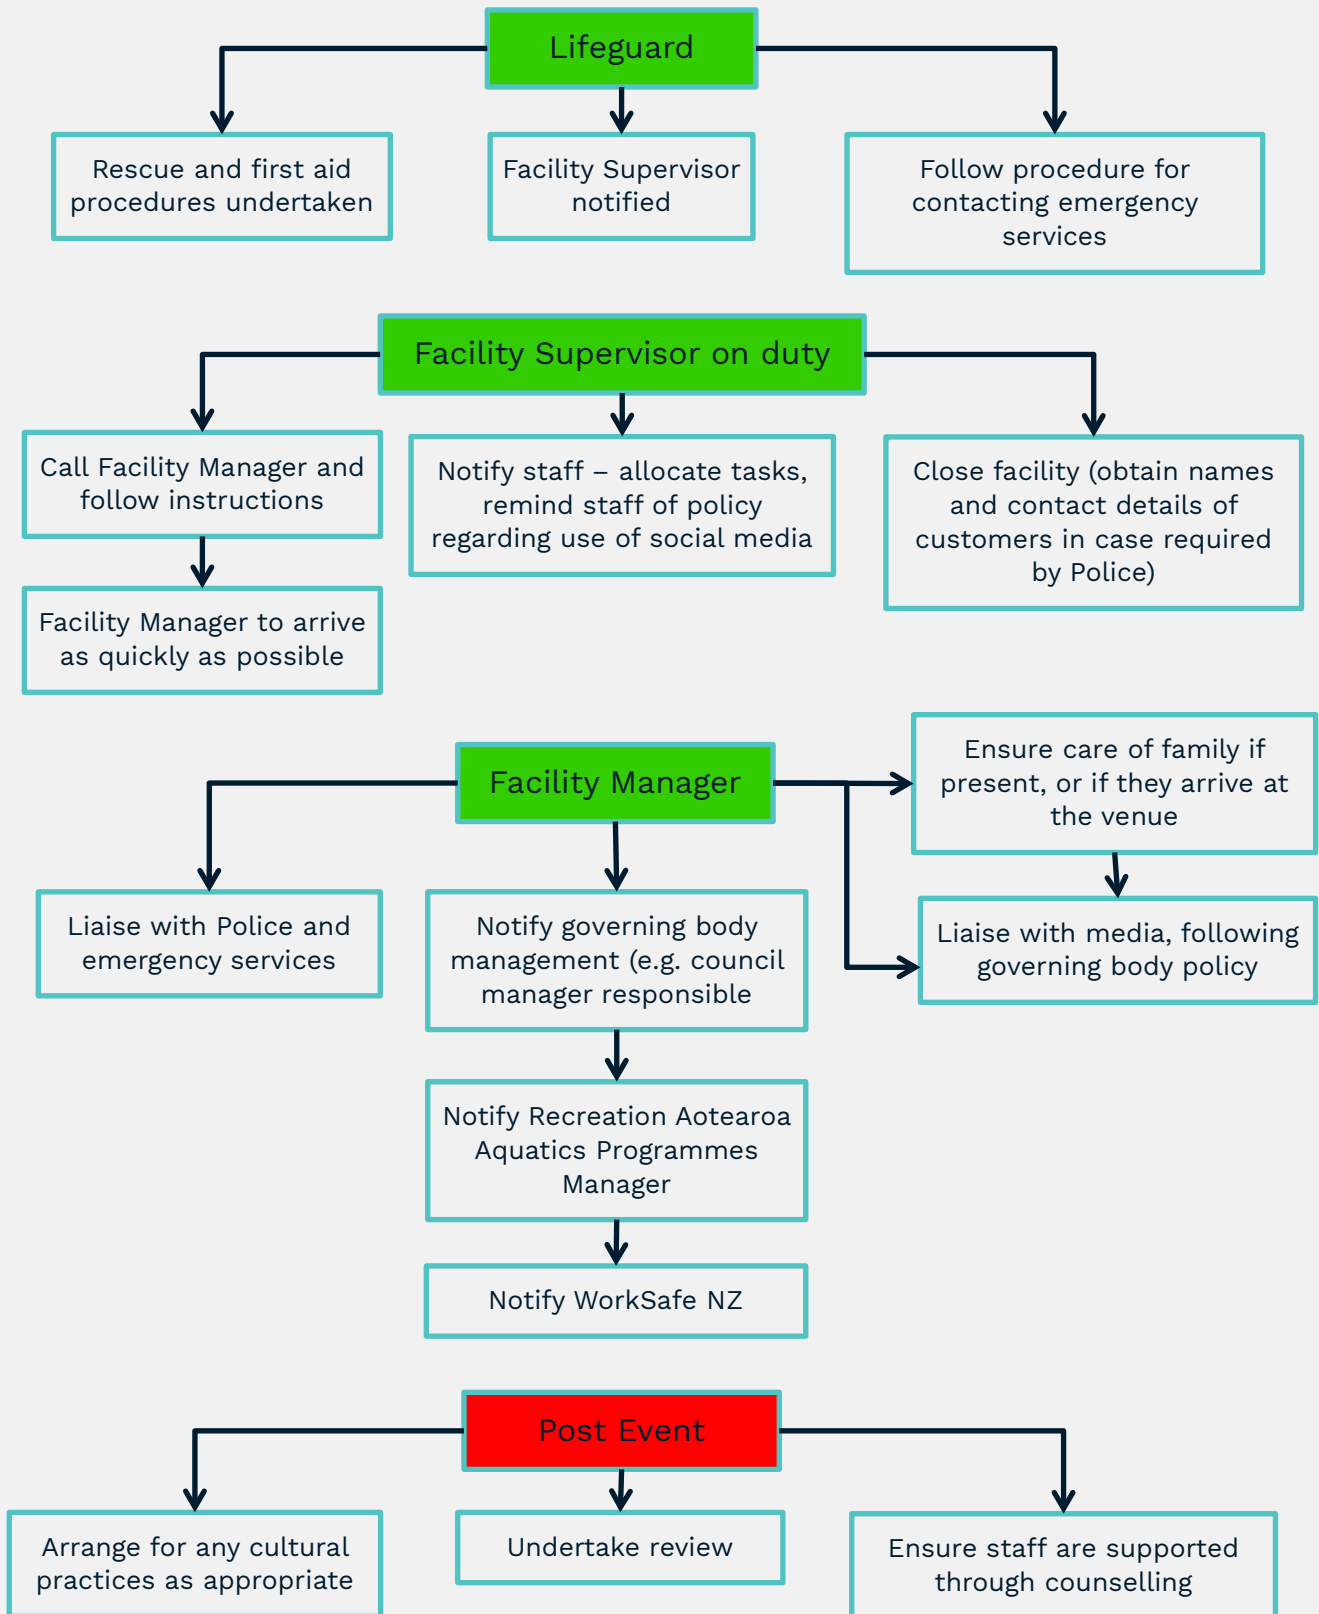 Lifeguard
Rescue and first aid
procedures undertaken
Facility Supervisor
notified
Follow procedure for
contacting emergency
services
Facility Supervisor on duty
Call Facility Manager and
follow instructions
Notify staff – allocate tasks,
remind staff of policy
regarding use of social media
Close facility (obtain names
and contact details of
customers in case required
by Police)
Facility Manager to arrive
as quickly as possible
Facility Manager
Ensure care of family if
present, or if they arrive at
the venue
Liaise with Police and
emergency services
Notify governing body
management (e.g. council
manager responsible
Liaise with media, following
governing body policy
Notify Recreation Aotearoa
Aquatics Programmes
Manager
Notify WorkSafe NZ
Post Event
Arrange for any cultural
practices as appropriate
Undertake review
Ensure staff are supported
through counselling